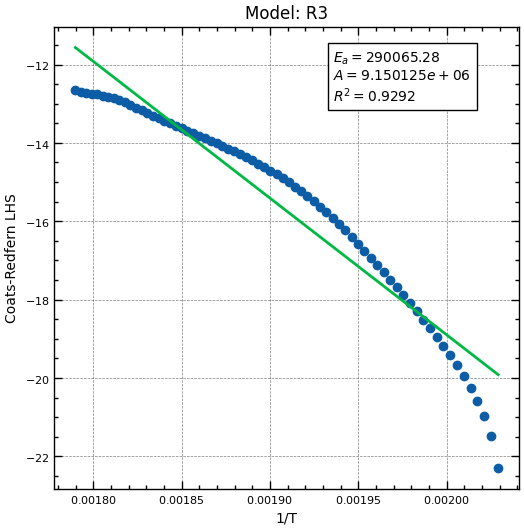 Model: R3
E_a = 290065.28
A = 9.150125e + 06
R² = 0.9292
Coats-Redfern LHS
−12
−14
−16
−18
−20
−22
0.00180 0.00185 0.00190 0.00195 0.00200
1/T